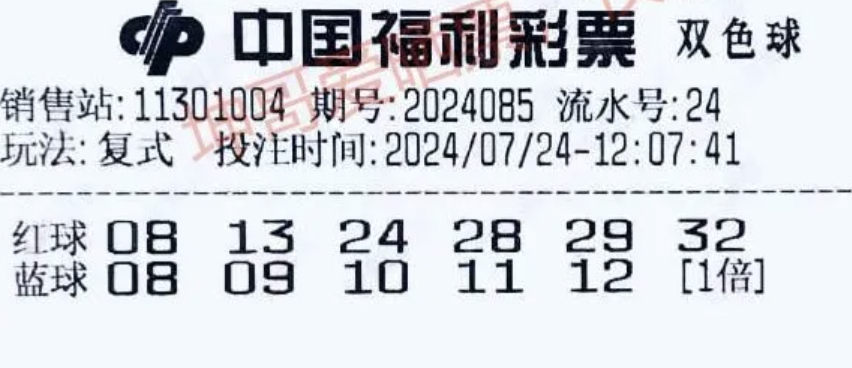 中国福利彩票 双色球
销售站:11301004 期号:2024085 流水号:24
玩法:复式 投注时间:2024/07/24-12:07:41
红球 08 13 24 28 29 32
蓝球 08 09 10 11 12 [1倍]